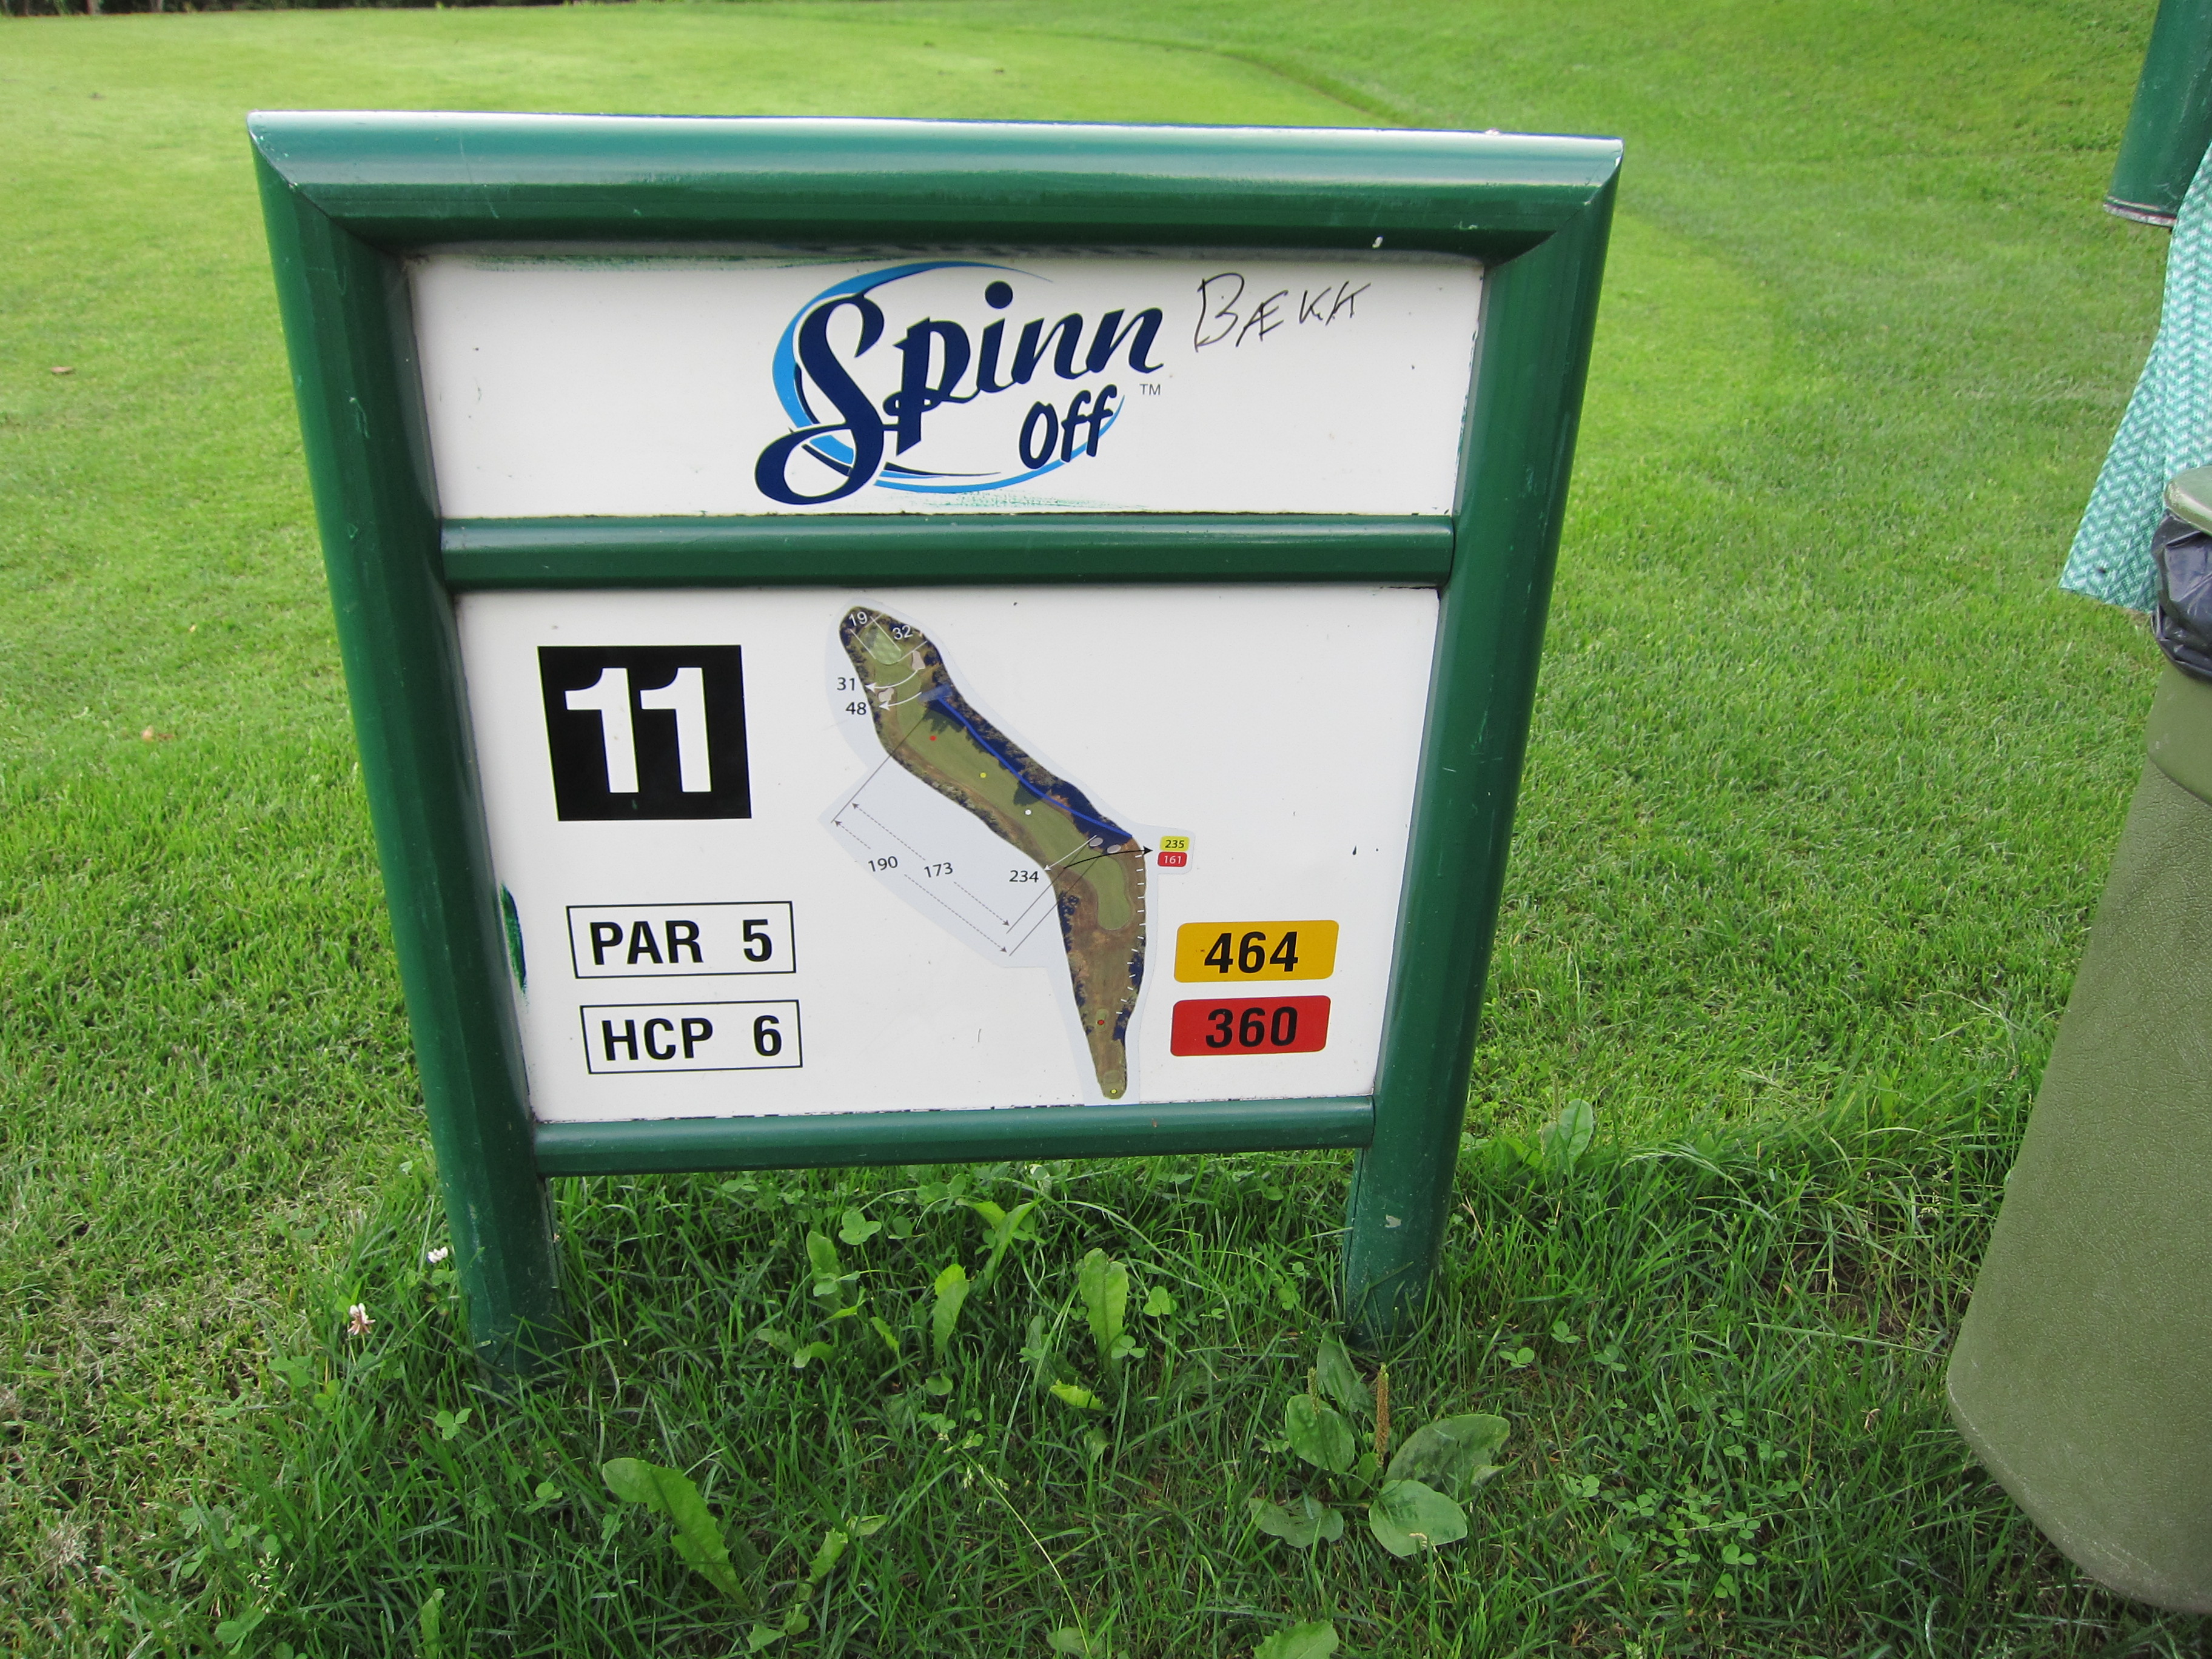 Spinn
Off ™
BÆKK
11
19
32
31
48
190
173
234
235
161
PAR 5
HCP 6
464
360